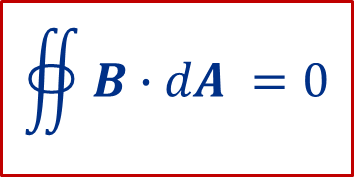 ∯ 𝑩 · 𝑑𝑨 = 0